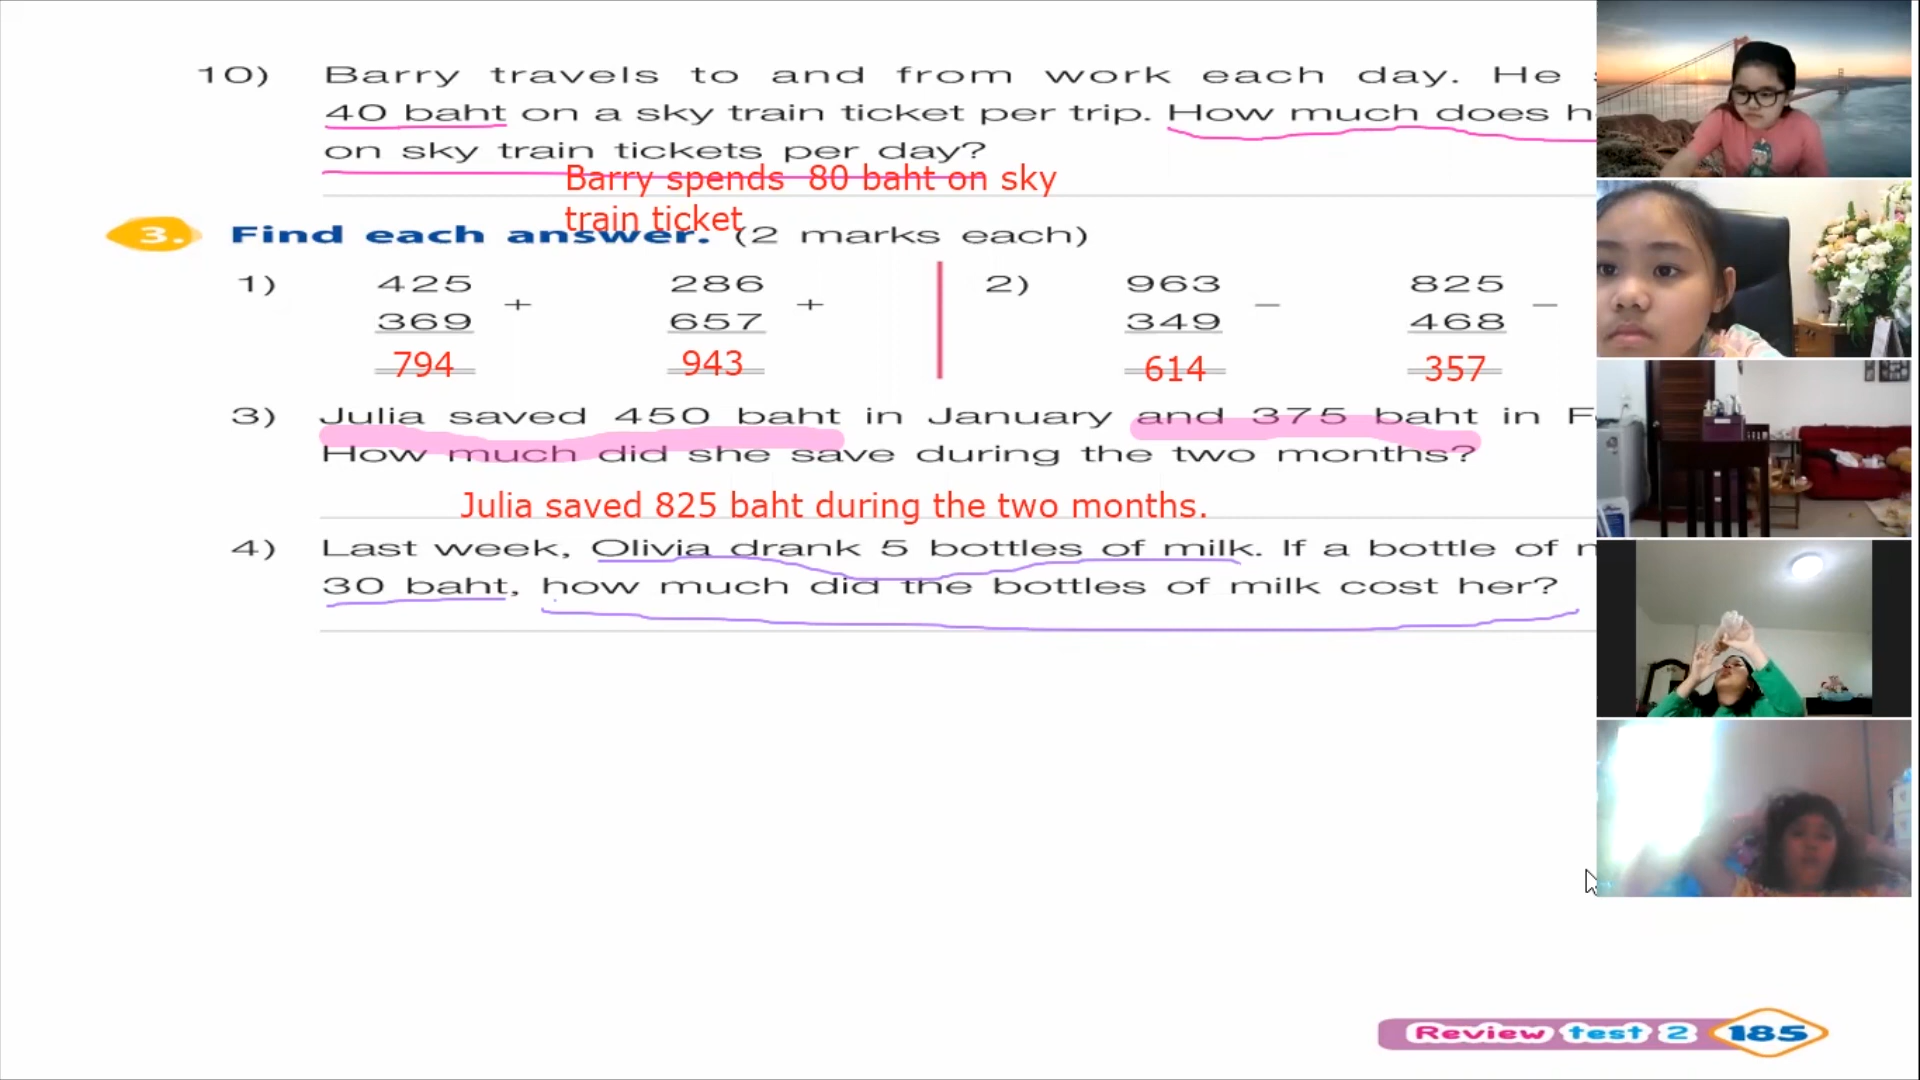 10) Barry travels to and from work each day. He
40 baht on a sky train ticket per trip. How much does h
on sky train tickets per day?
Barry spends 80 baht on sky
train ticket
3. Find each answer. (2 marks each)
1) 425 + 286 + 2) 963 − 825 −
369 657 349 468
794 943 614 357
3) Julia saved 450 baht in January and 375 baht in F
How much did she save during the two months?
Julia saved 825 baht during the two months.
4) Last week, Olivia drank 5 bottles of milk. If a bottle of
30 baht, how much did the bottles of milk cost her?
Review test 2 185